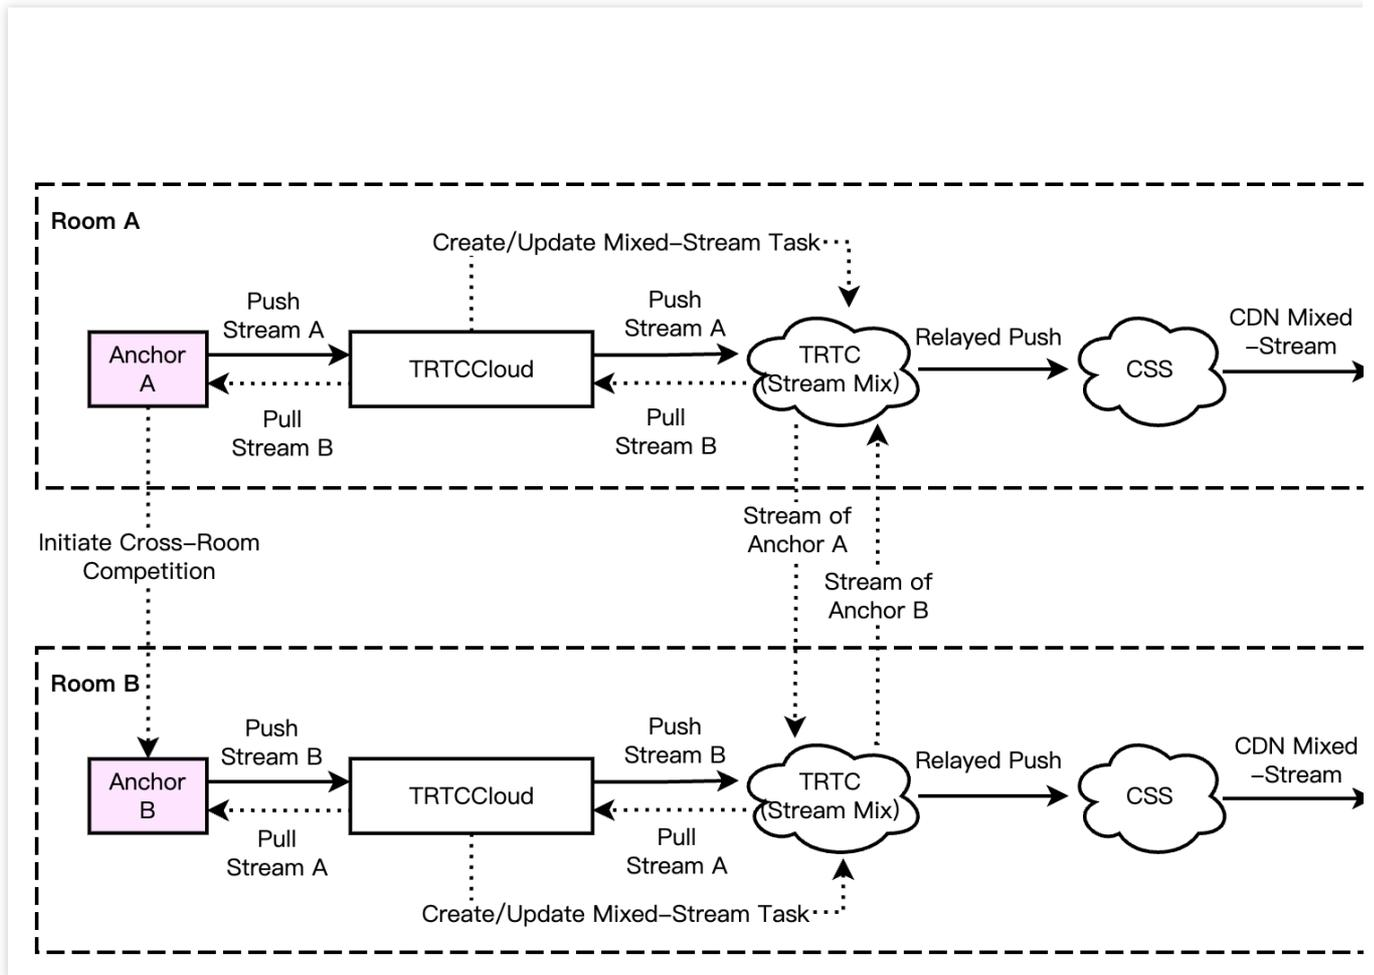 Room A
Create/Update Mixed-Stream Task
Push
Stream A
Push
Stream A
Relayed Push
CDN Mixed
-Stream
Anchor
A
TRTCCloud
TRTC
(Stream Mix)
CSS
Pull
Stream B
Pull
Stream B
Initiate Cross-Room
Competition
Stream of
Anchor A
Stream of
Anchor B
Room B
Push
Stream B
Push
Stream B
Relayed Push
CDN Mixed
-Stream
Anchor
B
TRTCCloud
TRTC
(Stream Mix)
CSS
Pull
Stream A
Pull
Stream A
Create/Update Mixed-Stream Task